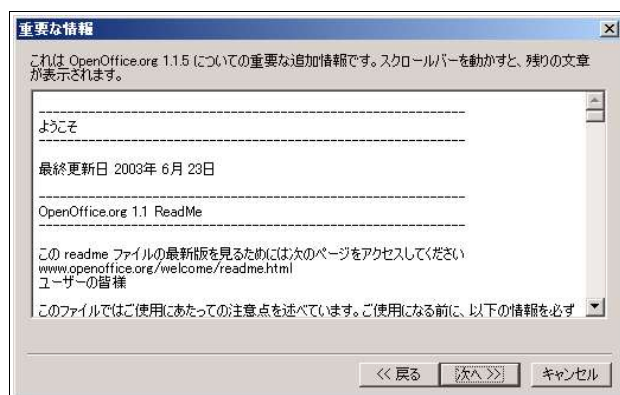 重要な情報
これは OpenOffice.org 1.1.5 についての重要な追加情報です。スクロールバーを動かすと、残りの文章
が表示されます。
----------------------------------------------------------------------
ようこそ
----------------------------------------------------------------------
最終更新日 2003年 6月 23日
----------------------------------------------------------------------
OpenOffice.org 1.1 ReadMe
----------------------------------------------------------------------
この readme ファイルの最新版を見るためには次のページをアクセスしてください
www.openoffice.org/welcome/readme.html
ユーザーの皆様
このファイルではご使用にあたっての注意点を述べています。ご使用になる前に、以下の情報を必ず
<< 戻る
次へ >>
キャンセル